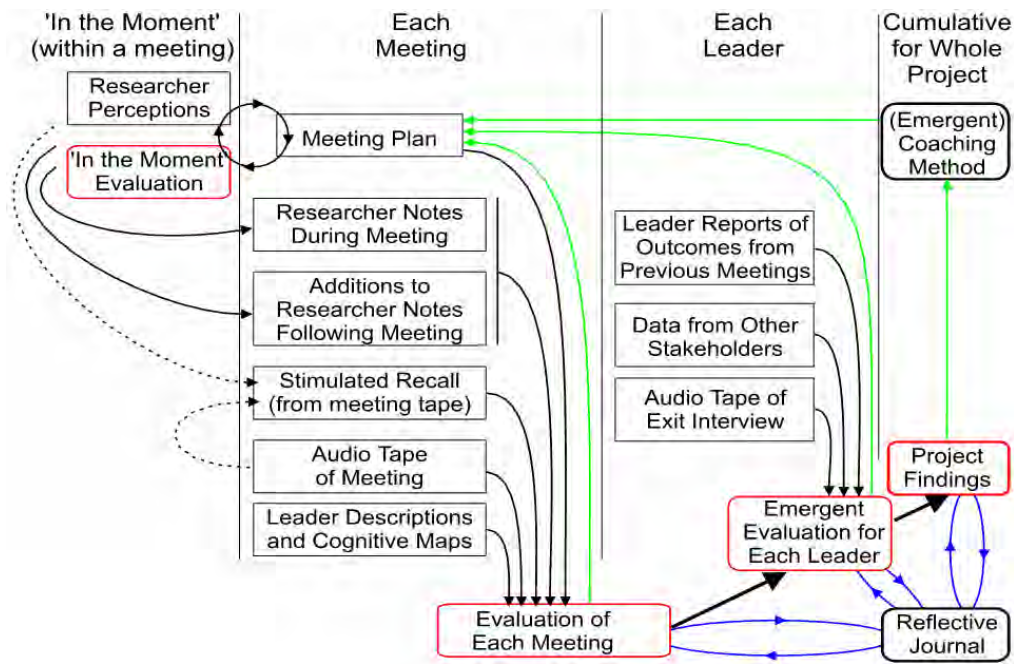 'In the Moment'
(within a meeting)
Each
Meeting
Each
Leader
Cumulative
for Whole
Project
Researcher
Perceptions
'In the Moment'
Evaluation
Meeting Plan
Researcher Notes
During Meeting
Additions to
Researcher Notes
Following Meeting
Stimulated Recall
(from meeting tape)
Audio Tape
of Meeting
Leader Descriptions
and Cognitive Maps
Evaluation of
Each Meeting
Leader Reports of
Outcomes from
Previous Meetings
Data from Other
Stakeholders
Audio Tape of
Exit Interview
Emergent
Evaluation for
Each Leader
(Emergent)
Coaching
Method
Project
Findings
Reflective
Journal